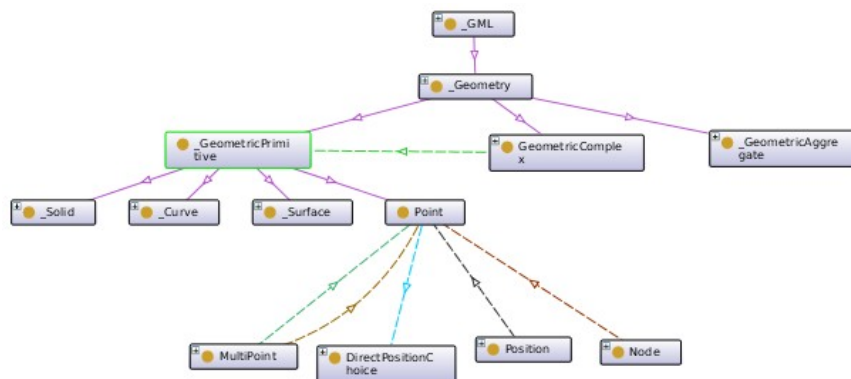 _GML
_Geometry
_GeometricPrimi
tive
GeometricComple
x
_GeometricAggre
gate
_Solid
_Curve
_Surface
Point
MultiPoint
DirectPositionC
hoice
Position
Node